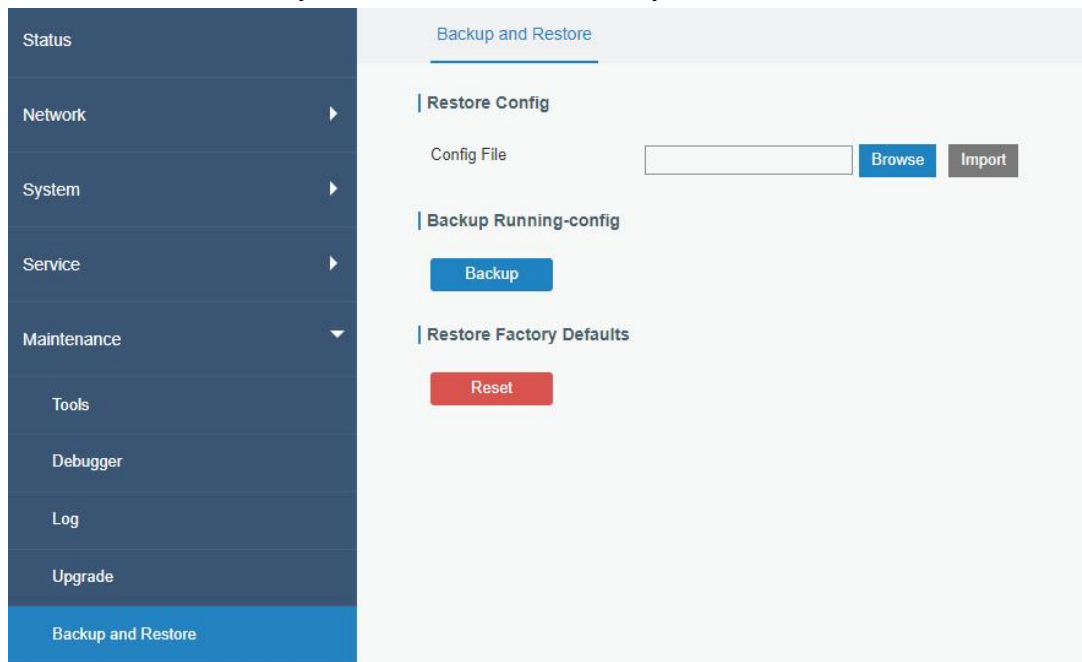 Status
Network
System
Service
Maintenance
Tools
Debugger
Log
Upgrade
Backup and Restore
Backup and Restore
Restore Config
Config File Browse Import
Backup Running-config
Backup
Restore Factory Defaults
Reset